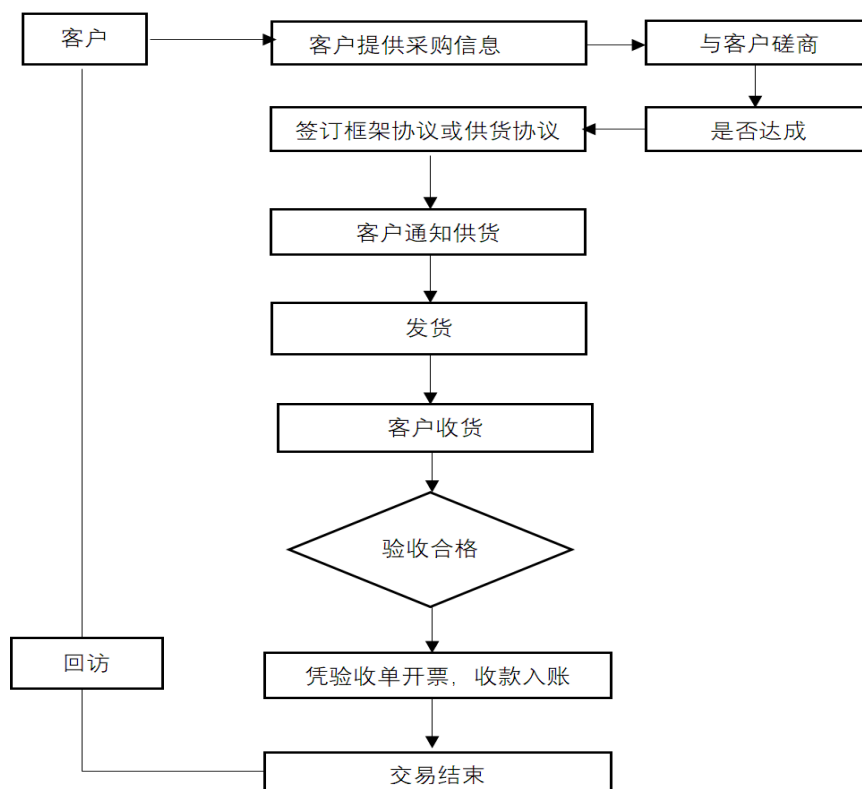 客户
客户提供采购信息
与客户磋商
签订框架协议或供货协议
是否达成
客户通知供货
发货
客户收货
验收合格
回访
凭验收单开票，收款入账
交易结束